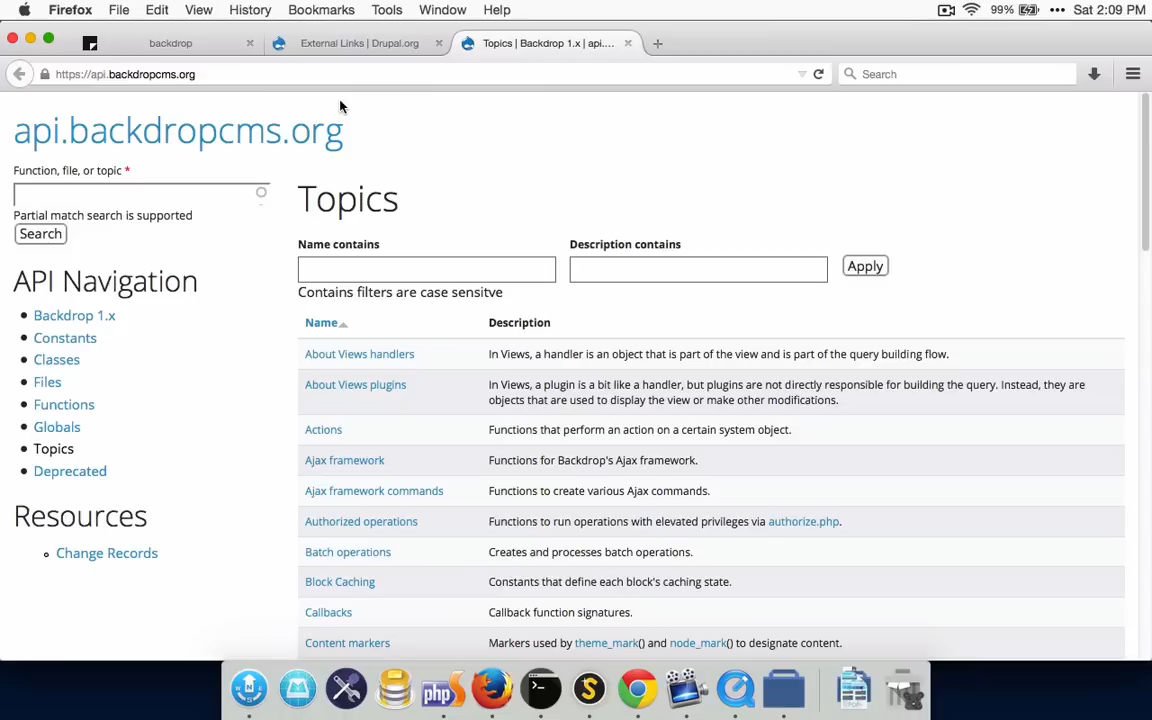 Firefox File Edit View History Bookmarks Tools Window Help 99% Sat 2:09 PM
backdrop External Links | Drupal.org Topics | Backdrop 1.x | api....
https://api.backdropcms.org Search
api.backdropcms.org
Function, file, or topic *
Partial match search is supported
Search
API Navigation
Backdrop 1.x
Constants
Classes
Files
Functions
Globals
Topics
Deprecated
Resources
Change Records
Topics
Name contains Description contains
Apply
Contains filters are case sensitve
Name Description
About Views handlers In Views, a handler is an object that is part of the view and is part of the query building flow.
About Views plugins In Views, a plugin is a bit like a handler, but plugins are not directly responsible for building the query. Instead, they are
objects that are used to display the view or make other modifications.
Actions Functions that perform an action on a certain system object.
Ajax framework Functions for Backdrop's Ajax framework.
Ajax framework commands Functions to create various Ajax commands.
Authorized operations Functions to run operations with elevated privileges via authorize.php.
Batch operations Creates and processes batch operations.
Block Caching Constants that define each block's caching state.
Callbacks Callback function signatures.
Content markers Markers used by theme_mark() and node_mark() to designate content.
php